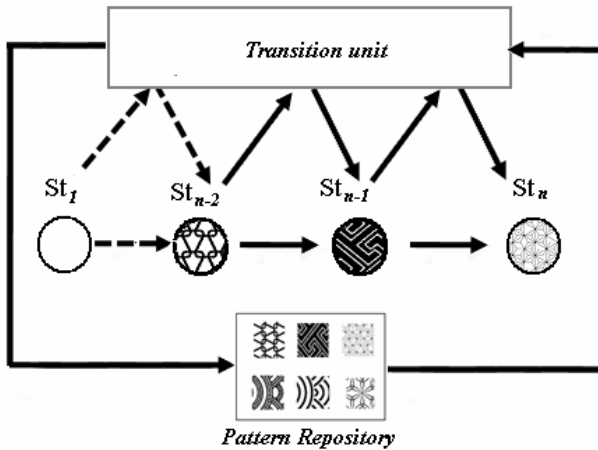 Transition unit
St1
Stn-2
Stn-1
Stn
Pattern Repository